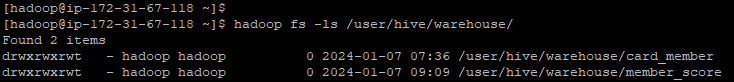 [hadoop@ip-172-31-67-118 ~]$
[hadoop@ip-172-31-67-118 ~]$ hadoop fs -ls /user/hive/warehouse/
Found 2 items
drwxrwxrwt   - hadoop hadoop          0 2024-01-07 07:36 /user/hive/warehouse/card_member
drwxrwxrwt   - hadoop hadoop          0 2024-01-07 09:09 /user/hive/warehouse/member_score